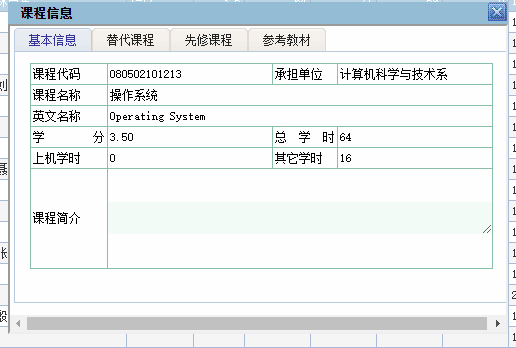 课程信息
基本信息 替代课程 先修课程 参考教材
课程代码 080502101213 承担单位 计算机科学与技术系
课程名称 操作系统
英文名称 Operating System
学 分 3.50 总 学 时 64
上机学时 0 其它学时 16
课程简介